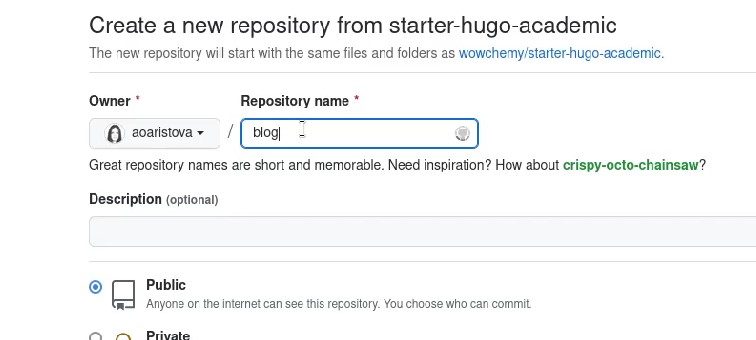 Create a new repository from starter-hugo-academic
The new repository will start with the same files and folders as wowchemy/starter-hugo-academic.
Owner * Repository name *
aoaristova / blog
Great repository names are short and memorable. Need inspiration? How about crispy-octo-chainsaw?
Description (optional)
Public
Anyone on the internet can see this repository. You choose who can commit.
Private